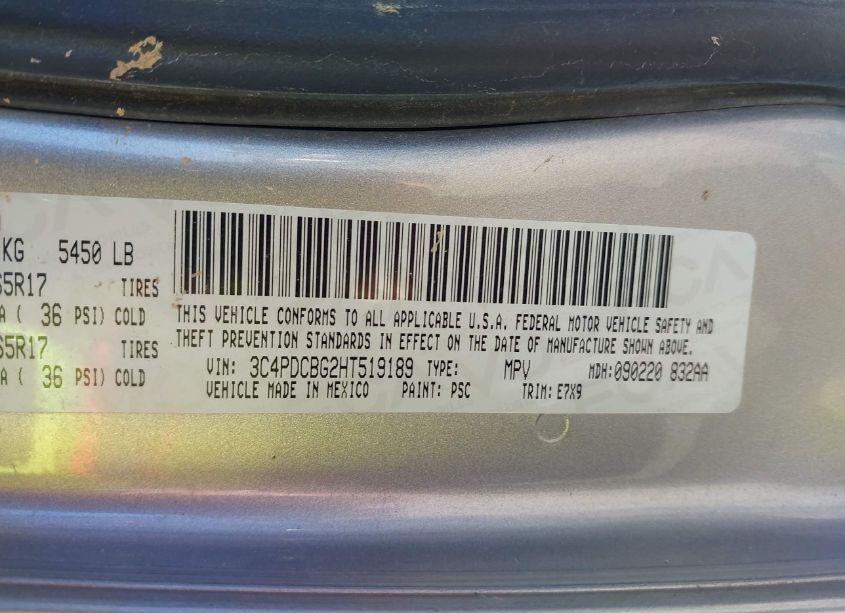 KG 5450 LB
5R17 TIRES
A ( 36 PSI) COLD
5R17 TIRES
A ( 36 PSI) COLD
THIS VEHICLE CONFORMS TO ALL APPLICABLE U.S.A. FEDERAL MOTOR VEHICLE SAFETY AND
THEFT PREVENTION STANDARDS IN EFFECT ON THE DATE OF MANUFACTURE SHOWN ABOVE.
VIN: 3C4PDCBG2HT519189 TYPE: MPV MDH:090220 832AA
VEHICLE MADE IN MEXICO PAINT: PSC TRIM: E7X9